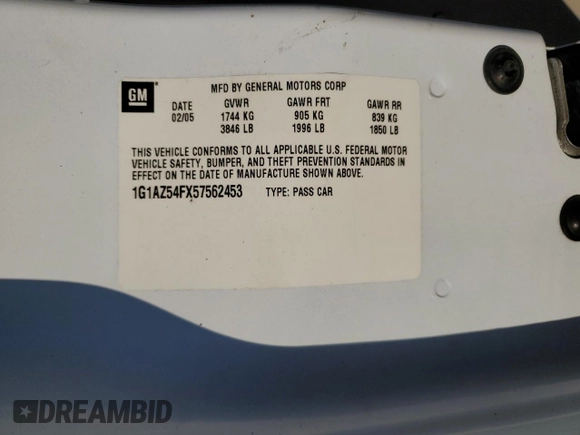 GM
MFD BY GENERAL MOTORS CORP
DATE GVWR GAWR FRT GAWR RR
02/05 1744 KG 905 KG 839 KG
3846 LB 1996 LB 1850 LB
THIS VEHICLE CONFORMS TO ALL APPLICABLE U.S. FEDERAL MOTOR
VEHICLE SAFETY, BUMPER, AND THEFT PREVENTION STANDARDS IN
EFFECT ON THE DATE OF MANUFACTURE SHOWN ABOVE.
1G1AZ54FX57562453 TYPE: PASS CAR
DREAMBID